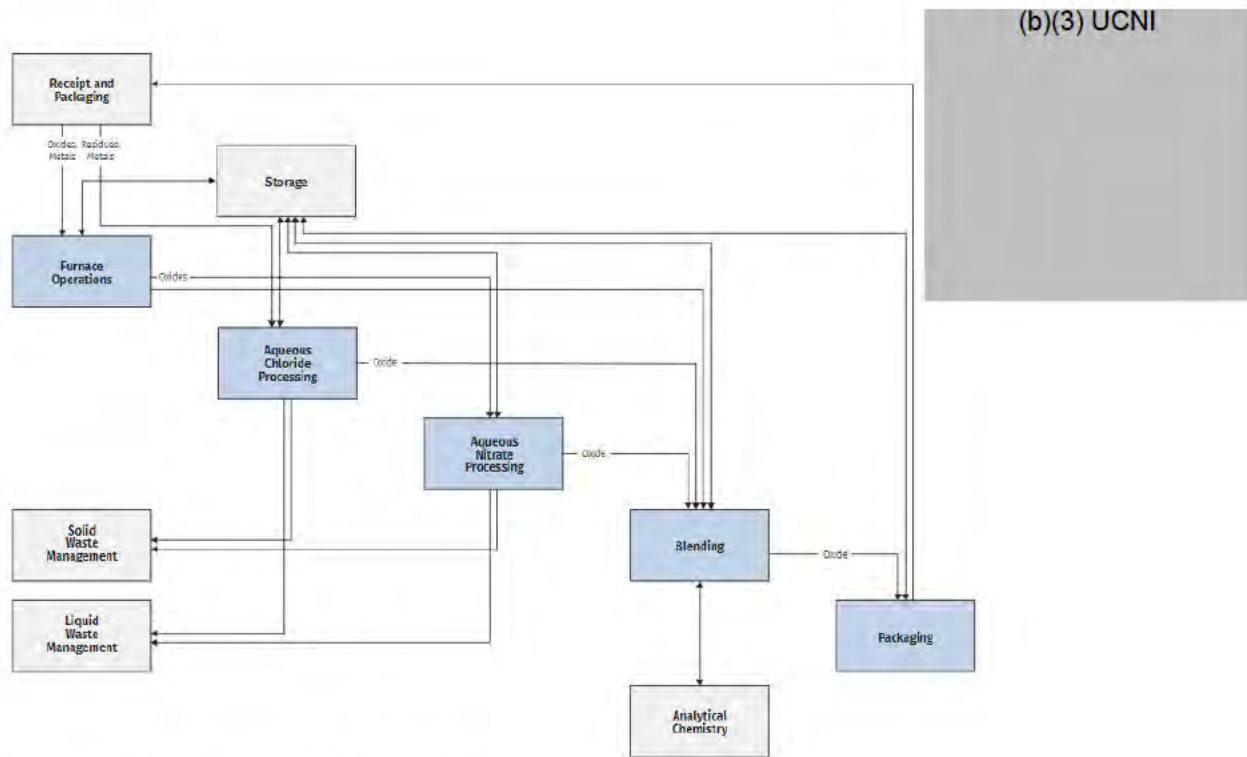 (b)(3) UCNI
Receipt and
Packaging
Oxides,
Metals
Residues,
Metals
Storage
Furnace
Operations
Oxides
Aqueous
Chloride
Processing
Oxide
Aqueous
Nitrate
Processing
Oxide
Solid
Waste
Management
Blending
Oxide
Liquid
Waste
Management
Packaging
Analytical
Chemistry